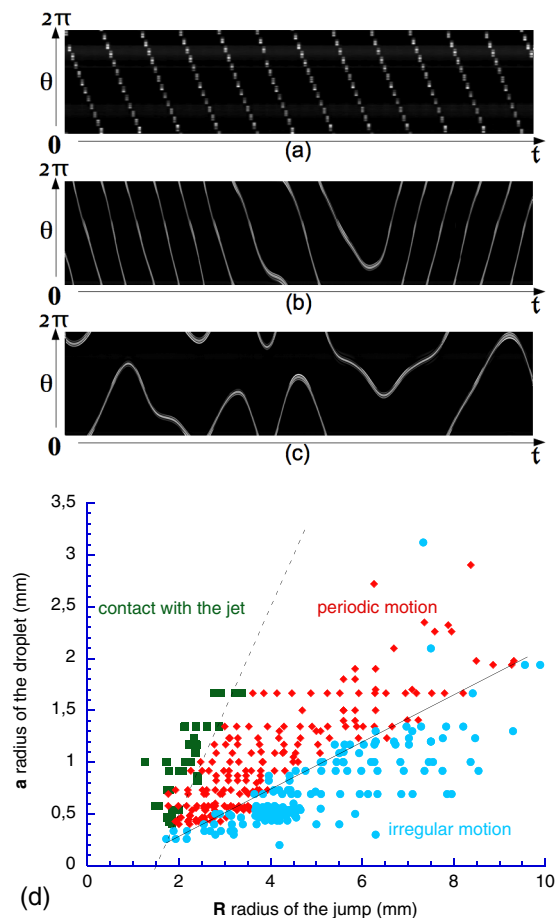 2π
θ
0
(a)
t
2π
θ
0
(b)
t
2π
θ
0
(c)
t
3,5
3
2,5
2
1,5
1
0,5
0
a radius of the droplet (mm)
contact with the jet
periodic motion
irregular motion
0
2
4
6
8
10
(d)
R radius of the jump (mm)